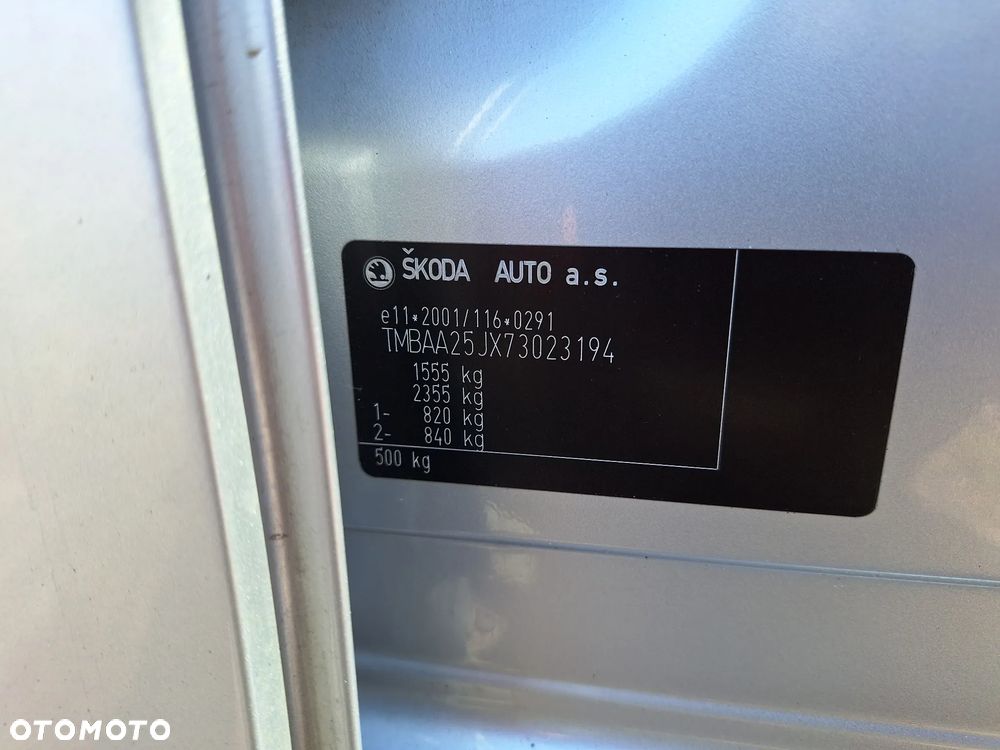 ŠKODA AUTO a.s.
e11*2001/116*0291
TMBAA25JX73023194
1555 kg
2355 kg
1- 820 kg
2- 840 kg
500 kg
OTOMOTO